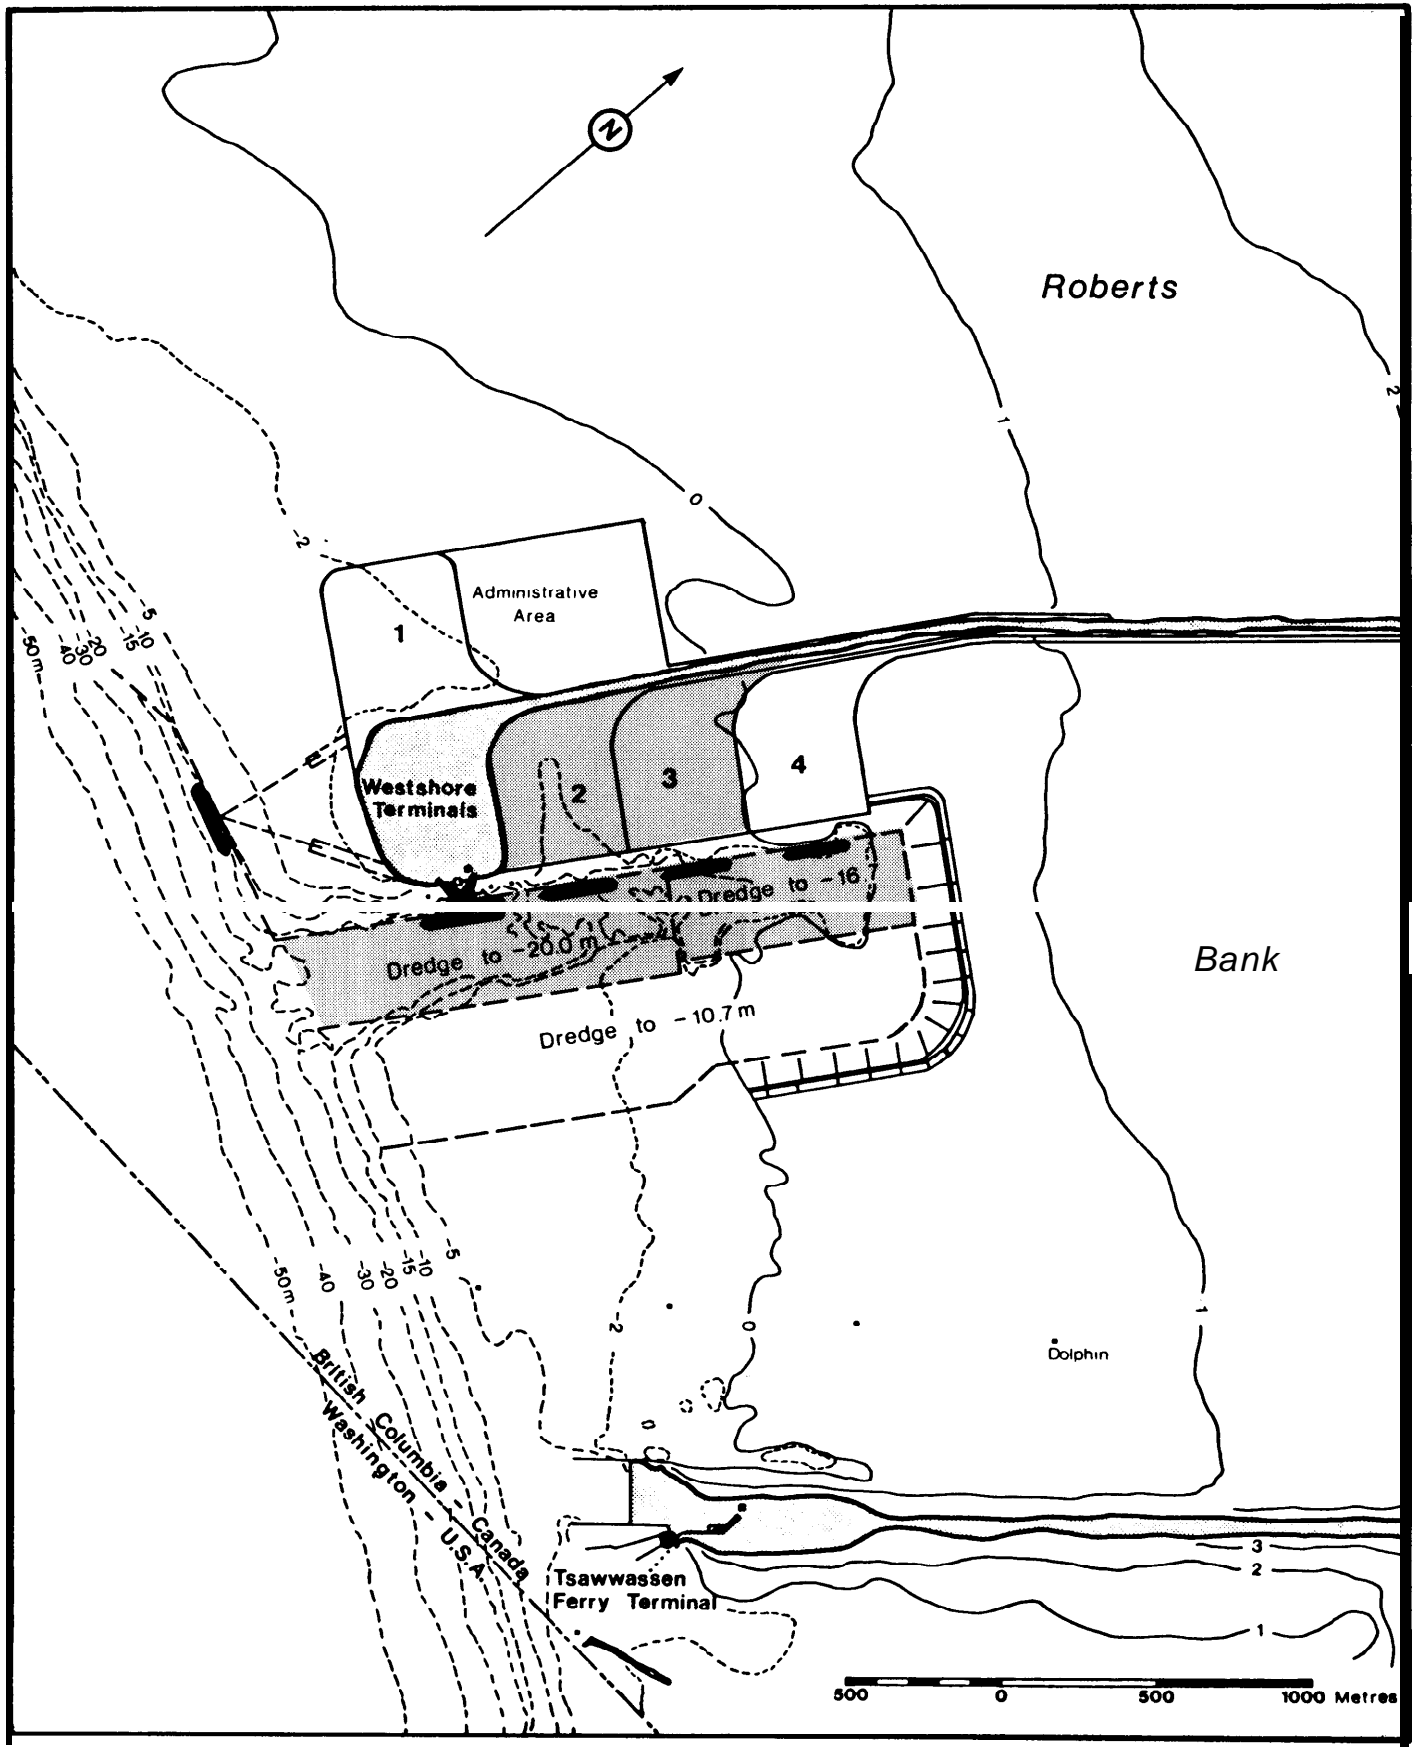 N
Roberts
2
1
0
-2
Administrative
Area
1
-5
-10
-15
-20
-30
-40
-50m
Westshore
Terminals
2
3
4
Dredge to -16.7
Dredge to -20.0 m
Bank
Dredge to -10.7m
-5
-10
-15
-20
-30
-40
-50m
-2
0
1
Dolphin
British Columbia - Canada
Washington - U.S.A.
3
2
1
Tsawwassen
Ferry Terminal
500 0 500 1000 Metres